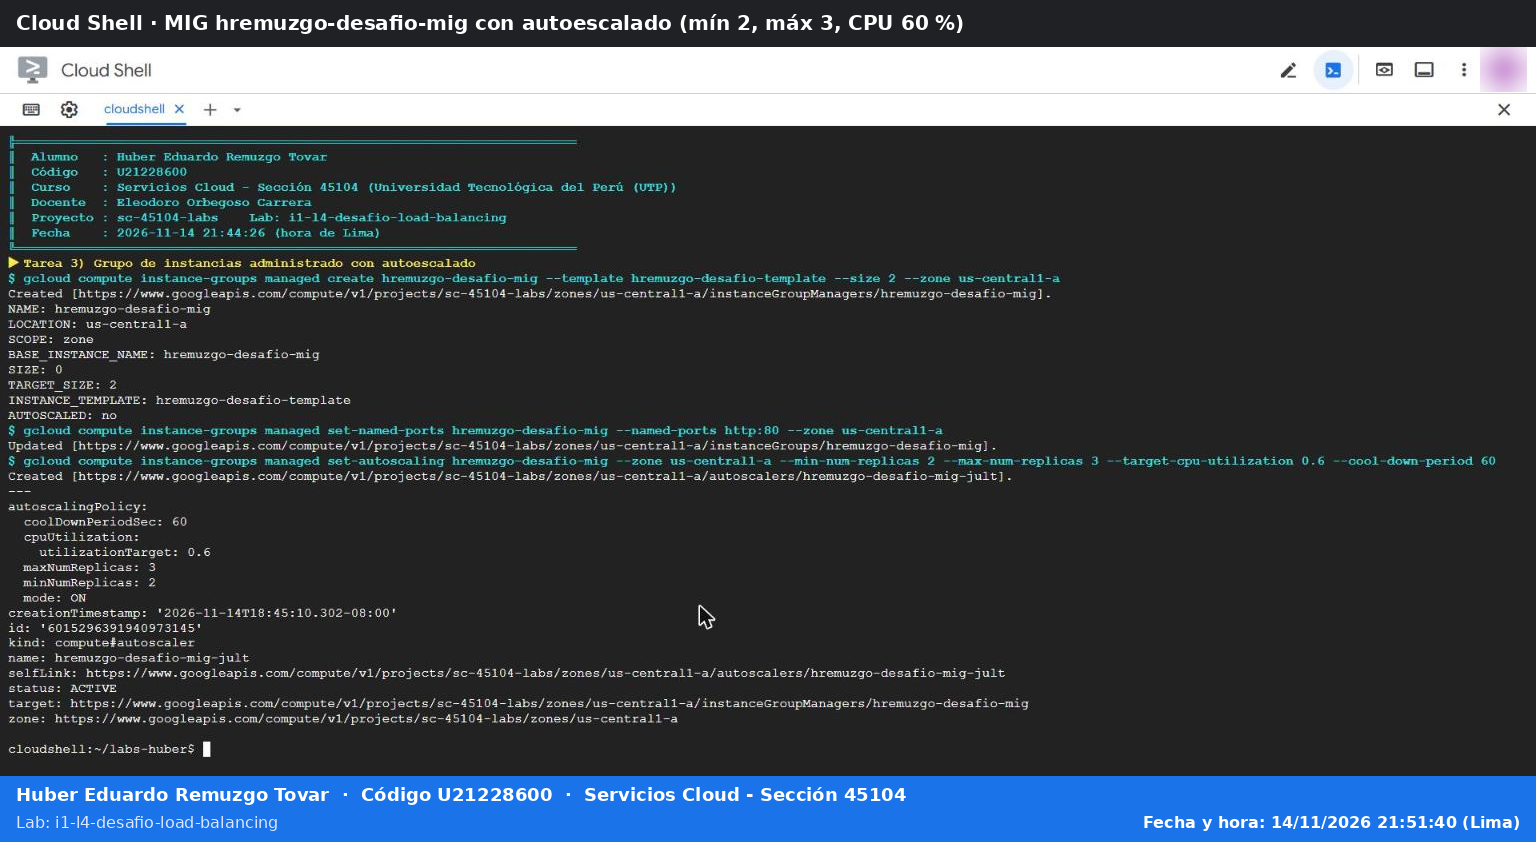 Cloud Shell · MIG hremuzgo-desafio-mig con autoescalado (mín 2, máx 3, CPU 60 %)
Cloud Shell
cloudshell
Alumno : Huber Eduardo Remuzgo Tovar
Código : U21228600
Curso : Servicios Cloud - Sección 45104 (Universidad Tecnológica del Perú (UTP))
Docente : Eleodoro Orbegoso Carrera
Proyecto : sc-45104-labs Lab: i1-l4-desafio-load-balancing
Fecha : 2026-11-14 21:44:26 (hora de Lima)
▶ Tarea 3) Grupo de instancias administrado con autoescalado
$ gcloud compute instance-groups managed create hremuzgo-desafio-mig --template hremuzgo-desafio-template --size 2 --zone us-central1-a
Created [https://www.googleapis.com/compute/v1/projects/sc-45104-labs/zones/us-central1-a/instanceGroupManagers/hremuzgo-desafio-mig].
NAME: hremuzgo-desafio-mig
LOCATION: us-central1-a
SCOPE: zone
BASE_INSTANCE_NAME: hremuzgo-desafio-mig
SIZE: 0
TARGET_SIZE: 2
INSTANCE_TEMPLATE: hremuzgo-desafio-template
AUTOSCALED: no
$ gcloud compute instance-groups managed set-named-ports hremuzgo-desafio-mig --named-ports http:80 --zone us-central1-a
Updated [https://www.googleapis.com/compute/v1/projects/sc-45104-labs/zones/us-central1-a/instanceGroups/hremuzgo-desafio-mig].
$ gcloud compute instance-groups managed set-autoscaling hremuzgo-desafio-mig --zone us-central1-a --min-num-replicas 2 --max-num-replicas 3 --target-cpu-utilization 0.6 --cool-down-period 60
Created [https://www.googleapis.com/compute/v1/projects/sc-45104-labs/zones/us-central1-a/autoscalers/hremuzgo-desafio-mig-jult].
---
autoscalingPolicy:
coolDownPeriodSec: 60
cpuUtilization:
utilizationTarget: 0.6
maxNumReplicas: 3
minNumReplicas: 2
mode: ON
creationTimestamp: '2026-11-14T18:45:10.302-08:00'
id: '6015296391940973145'
kind: compute#autoscaler
name: hremuzgo-desafio-mig-jult
selfLink: https://www.googleapis.com/compute/v1/projects/sc-45104-labs/zones/us-central1-a/autoscalers/hremuzgo-desafio-mig-jult
status: ACTIVE
target: https://www.googleapis.com/compute/v1/projects/sc-45104-labs/zones/us-central1-a/instanceGroupManagers/hremuzgo-desafio-mig
zone: https://www.googleapis.com/compute/v1/projects/sc-45104-labs/zones/us-central1-a
cloudshell:~/labs-huber$
Huber Eduardo Remuzgo Tovar · Código U21228600 · Servicios Cloud - Sección 45104
Lab: i1-l4-desafio-load-balancing
Fecha y hora: 14/11/2026 21:51:40 (Lima)